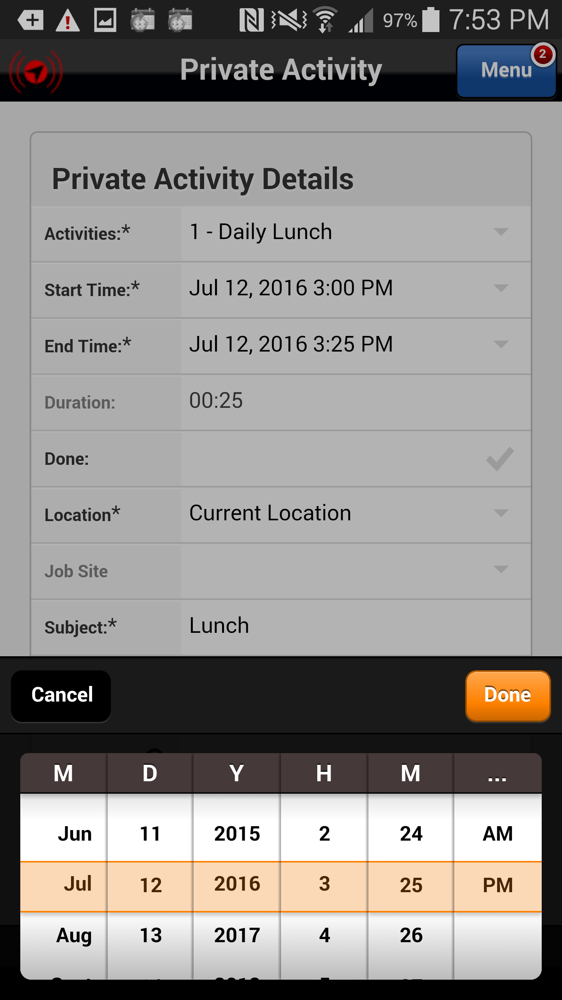 97% 7:53 PM
Private Activity
Menu 2
Private Activity Details
Activities:* 1 - Daily Lunch
Start Time:* Jul 12, 2016 3:00 PM
End Time:* Jul 12, 2016 3:25 PM
Duration: 00:25
Done:
Location* Current Location
Job Site
Subject:* Lunch
Cancel Done
M D Y H M ...
Jun 11 2015 2 24 AM
Jul 12 2016 3 25 PM
Aug 13 2017 4 26